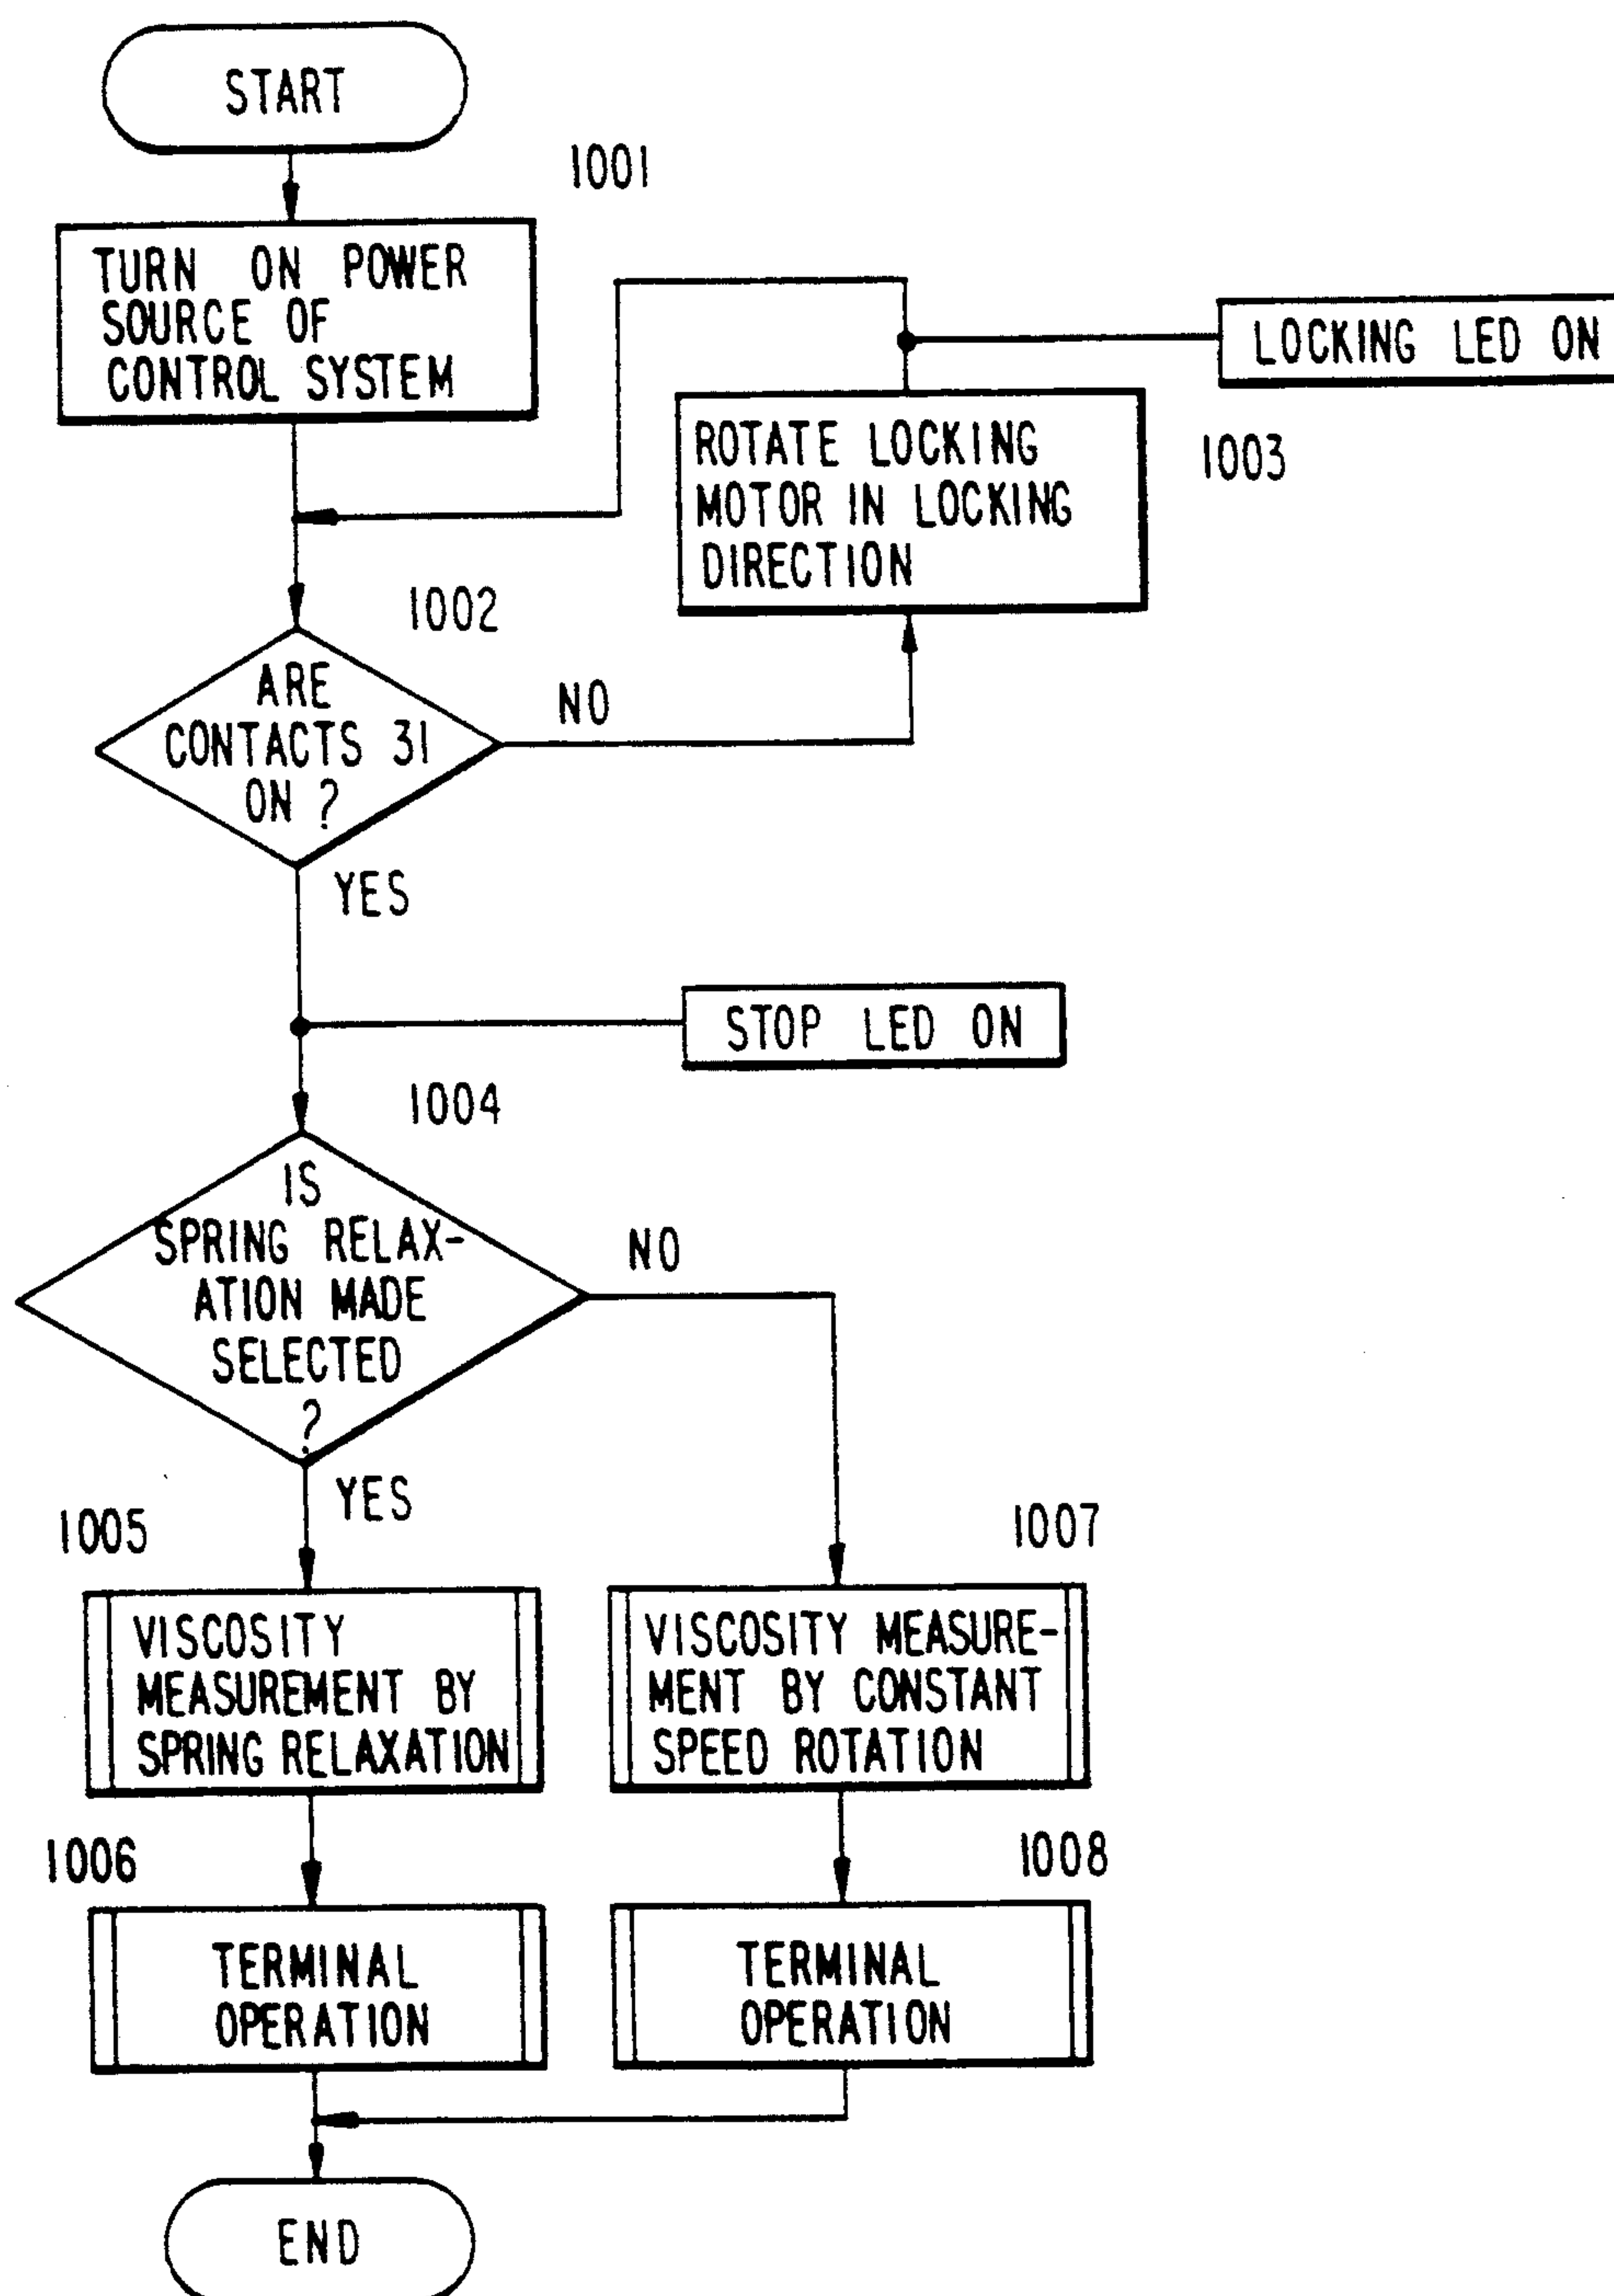 START
1001
TURN ON POWER
SOURCE OF
CONTROL SYSTEM
LOCKING LED ON
ROTATE LOCKING
MOTOR IN LOCKING
DIRECTION
1003
1002
ARE
CONTACTS 31
ON ?
NO
YES
STOP LED ON
1004
IS
SPRING RELAX-
ATION MADE
SELECTED
?
NO
YES
1005
VISCOSITY
MEASUREMENT BY
SPRING RELAXATION
1007
VISCOSITY MEASURE-
MENT BY CONSTANT
SPEED ROTATION
1006
TERMINAL
OPERATION
1008
TERMINAL
OPERATION
END